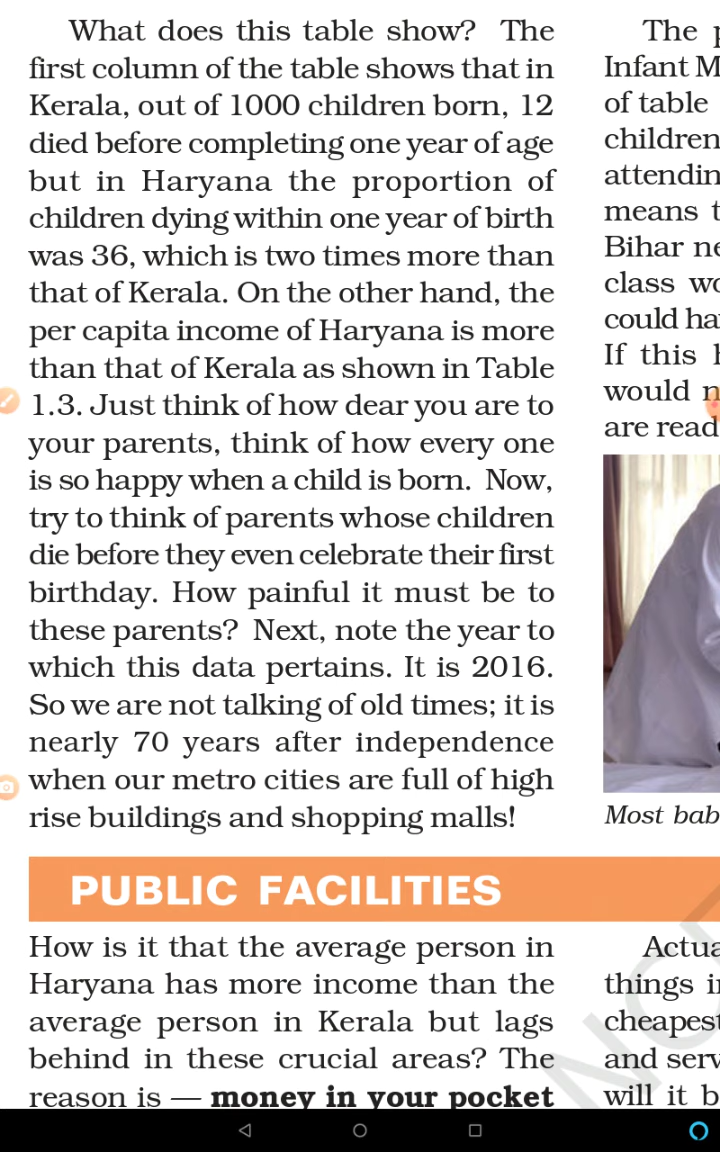 What does this table show? The
first column of the table shows that in
Kerala, out of 1000 children born, 12
died before completing one year of age
but in Haryana the proportion of
children dying within one year of birth
was 36, which is two times more than
that of Kerala. On the other hand, the
per capita income of Haryana is more
than that of Kerala as shown in Table
1.3. Just think of how dear you are to
your parents, think of how every one
is so happy when a child is born. Now,
try to think of parents whose children
die before they even celebrate their first
birthday. How painful it must be to
these parents? Next, note the year to
which this data pertains. It is 2016.
So we are not talking of old times; it is
nearly 70 years after independence
when our metro cities are full of high
rise buildings and shopping malls!
PUBLIC FACILITIES
How is it that the average person in
Haryana has more income than the
average person in Kerala but lags
behind in these crucial areas? The
reason is — money in your pocket
The
Infant M
of table
children
attendin
means t
Bihar ne
class wo
could ha
If this
would n
are read
Most bab
Actua
things in
cheapest
and serv
will it b